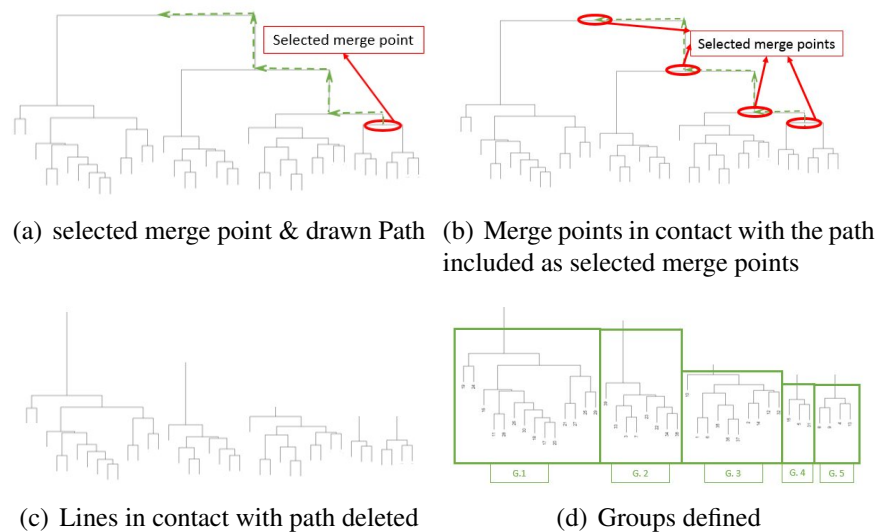 Selected merge point
Selected merge points
(a) selected merge point & drawn Path
(b) Merge points in contact with the path
included as selected merge points
G.1
G. 2
G. 3
G. 4
G. 5
(c) Lines in contact with path deleted
(d) Groups defined